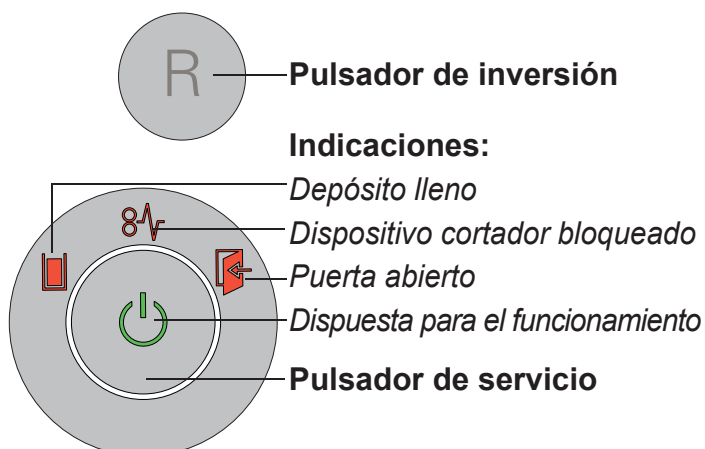 R
Pulsador de inversión
Indicaciones:
Depósito lleno
Dispositivo cortador bloqueado
Puerta abierto
Dispuesta para el funcionamiento
Pulsador de servicio